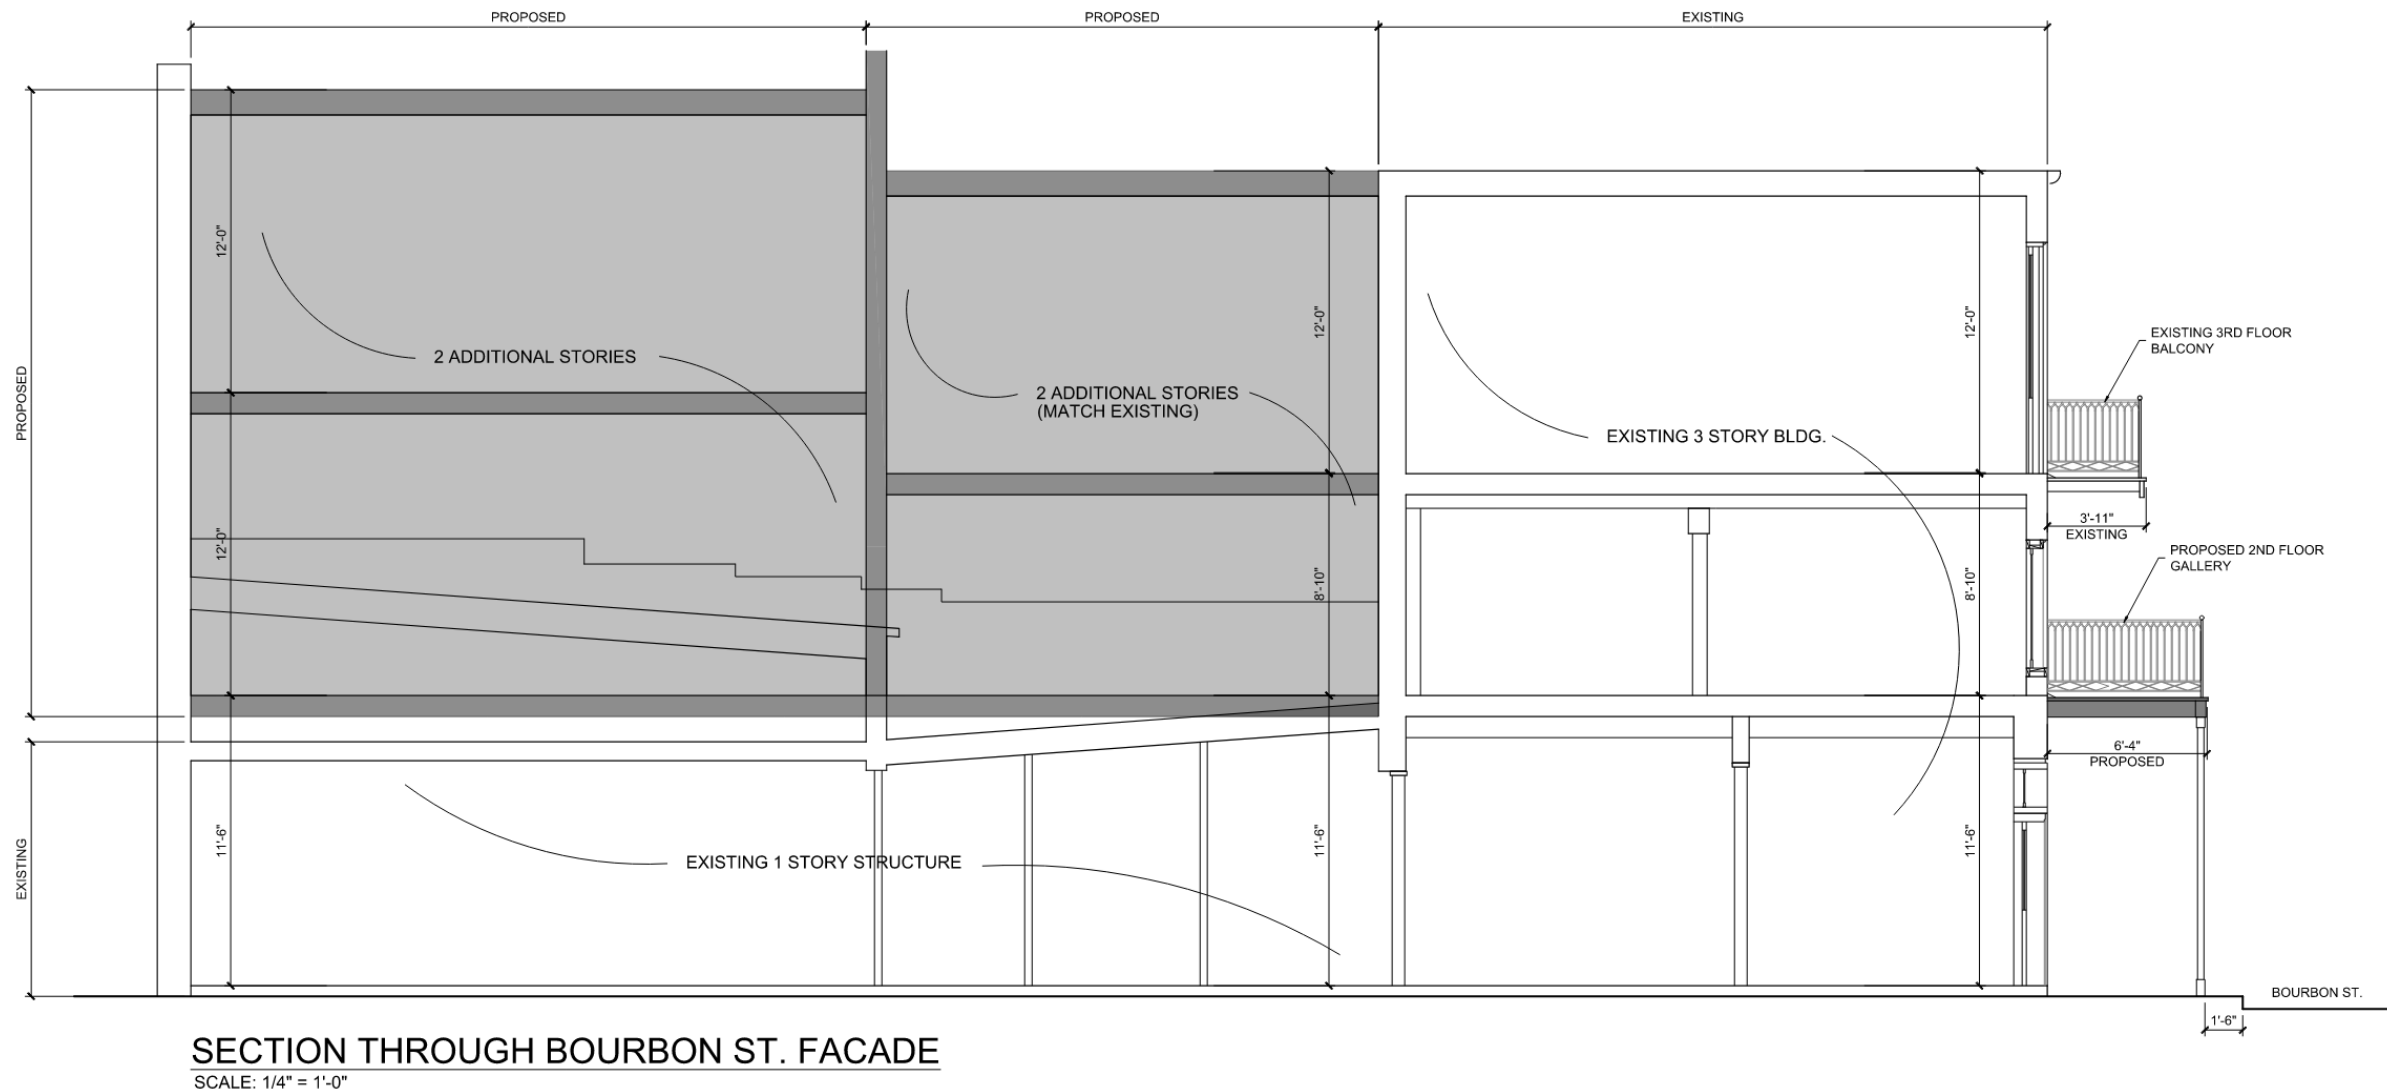 PROPOSED
PROPOSED
EXISTING
PROPOSED
EXISTING
12'-0"
12'-0"
11'-6"
2 ADDITIONAL STORIES
2 ADDITIONAL STORIES
(MATCH EXISTING)
12'-0"
8'-10"
11'-6"
EXISTING 3 STORY BLDG.
12'-0"
8'-10"
11'-6"
EXISTING 3RD FLOOR
BALCONY
3'-11"
EXISTING
PROPOSED 2ND FLOOR
GALLERY
6'-4"
PROPOSED
EXISTING 1 STORY STRUCTURE
BOURBON ST.
1'-6"
SECTION THROUGH BOURBON ST. FACADE
SCALE: 1/4" = 1'-0"